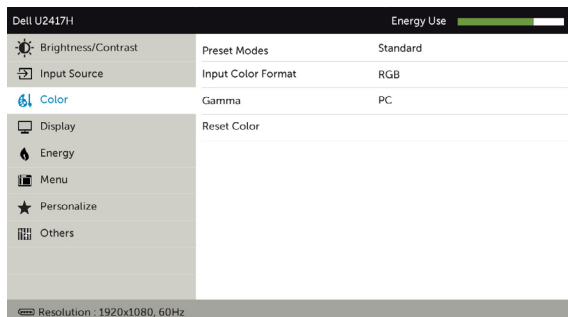 Dell U2417H Energy Use
Brightness/Contrast
Input Source
Color
Display
Energy
Menu
Personalize
Others
Preset Modes Standard
Input Color Format RGB
Gamma PC
Reset Color
Resolution : 1920x1080, 60Hz